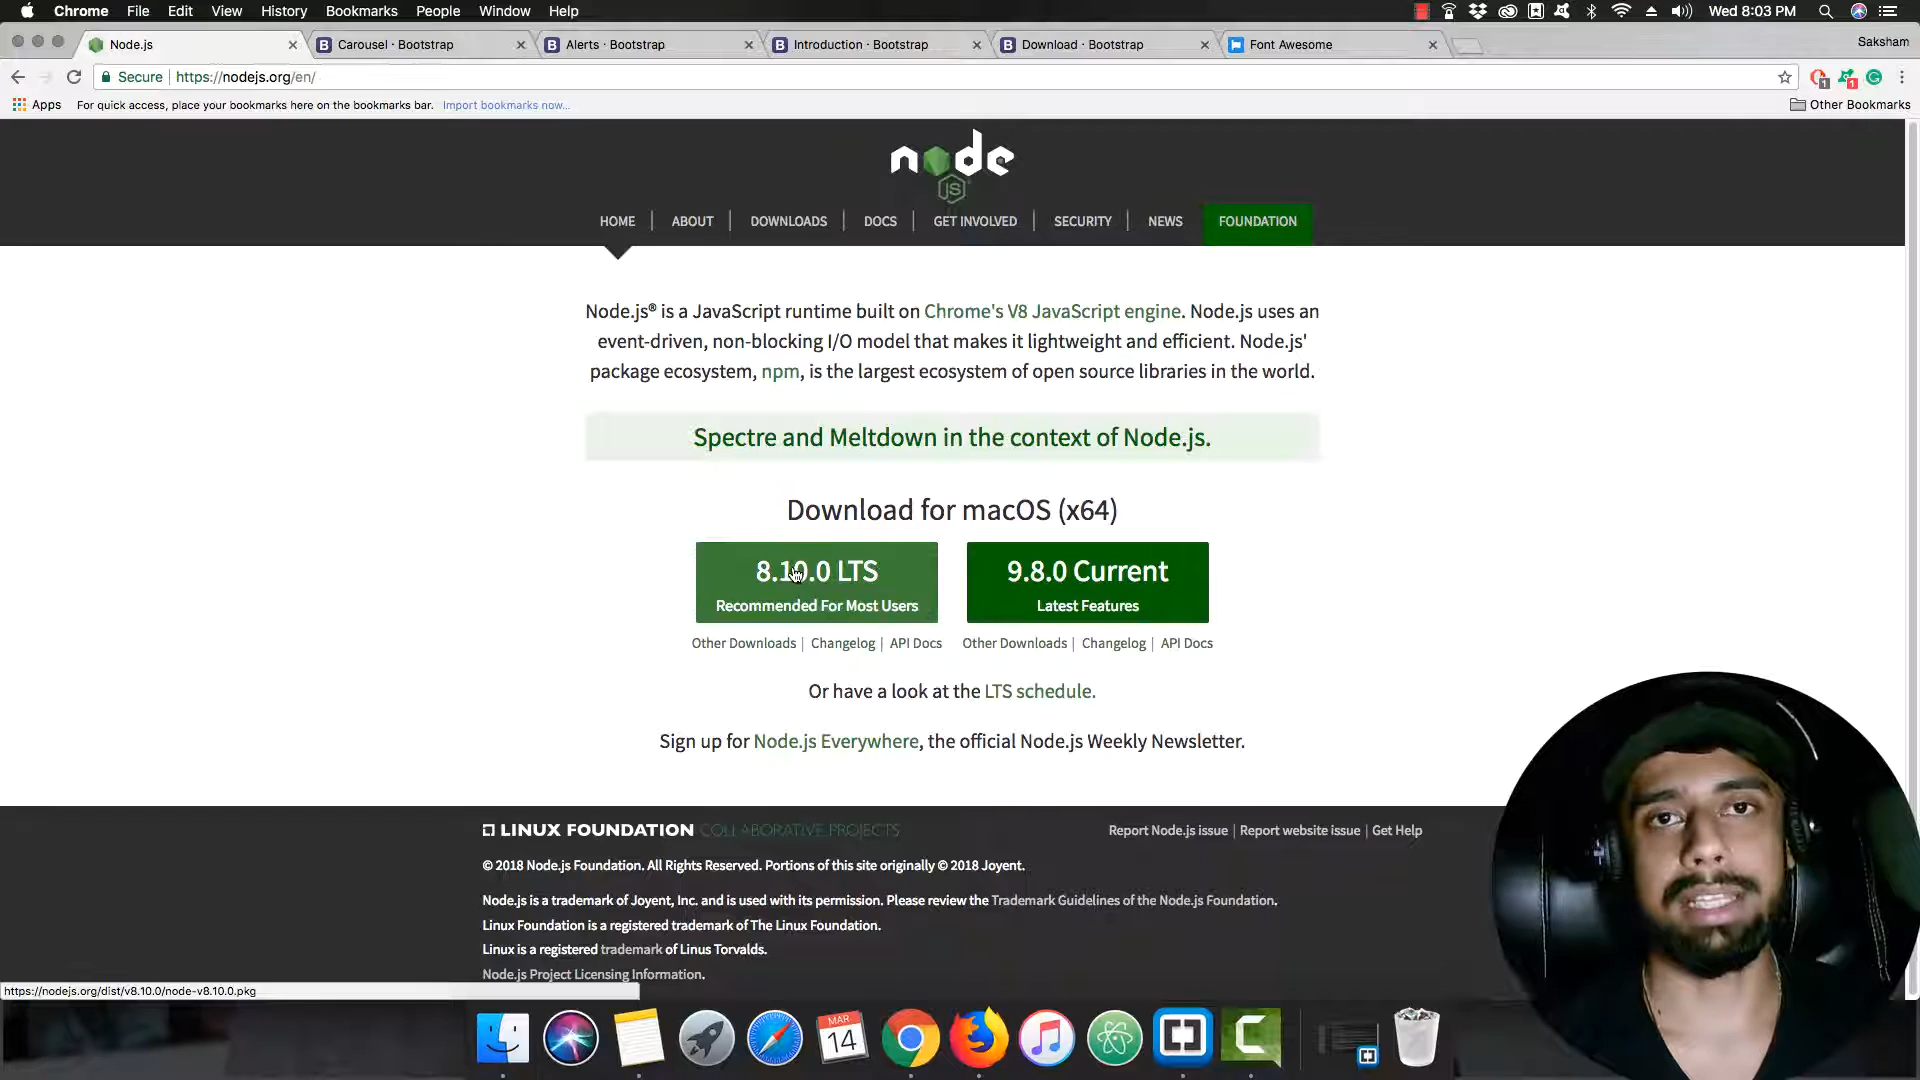 Chrome File Edit View History Bookmarks People Window Help Wed 8:03 PM
Node.js Carousel · Bootstrap Alerts · Bootstrap Introduction · Bootstrap Download · Bootstrap Font Awesome Saksham
Secure https://nodejs.org/en/ 1 1
Apps For quick access, place your bookmarks here on the bookmarks bar. Import bookmarks now... Other Bookmarks
node
JS
HOME | ABOUT | DOWNLOADS | DOCS | GET INVOLVED | SECURITY | NEWS FOUNDATION
Node.js® is a JavaScript runtime built on Chrome's V8 JavaScript engine. Node.js uses an
event-driven, non-blocking I/O model that makes it lightweight and efficient. Node.js'
package ecosystem, npm, is the largest ecosystem of open source libraries in the world.
Spectre and Meltdown in the context of Node.js.
Download for macOS (x64)
8.10.0 LTS 9.8.0 Current
Recommended For Most Users Latest Features
Other Downloads | Changelog | API Docs Other Downloads | Changelog | API Docs
Or have a look at the LTS schedule.
Sign up for Node.js Everywhere, the official Node.js Weekly Newsletter.
LINUX FOUNDATION COLLABORATIVE PROJECTS Report Node.js issue | Report website issue | Get Help
© 2018 Node.js Foundation. All Rights Reserved. Portions of this site originally © 2018 Joyent.
Node.js is a trademark of Joyent, Inc. and is used with its permission. Please review the Trademark Guidelines of the Node.js Foundation.
Linux Foundation is a registered trademark of The Linux Foundation.
Linux is a registered trademark of Linus Torvalds.
Node.js Project Licensing Information.
https://nodejs.org/dist/v8.10.0/node-v8.10.0.pkg
MAR
14